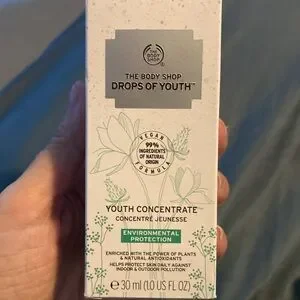 THE
BODY
SHOP
THE BODY SHOP
DROPS OF YOUTH™
VEGAN
99%
INGREDIENTS
OF NATURAL
ORIGIN
FORMULA
YOUTH CONCENTRATE
CONCENTRÉ JEUNESSE
ENVIRONMENTAL
PROTECTION
ENRICHED WITH THE POWER OF PLANTS
& NATURAL ANTIOXIDANTS
HELPS PROTECT SKIN DAILY AGAINST
INDOOR & OUTDOOR POLLUTION
℮ 30 ml (1.0 US FL OZ)